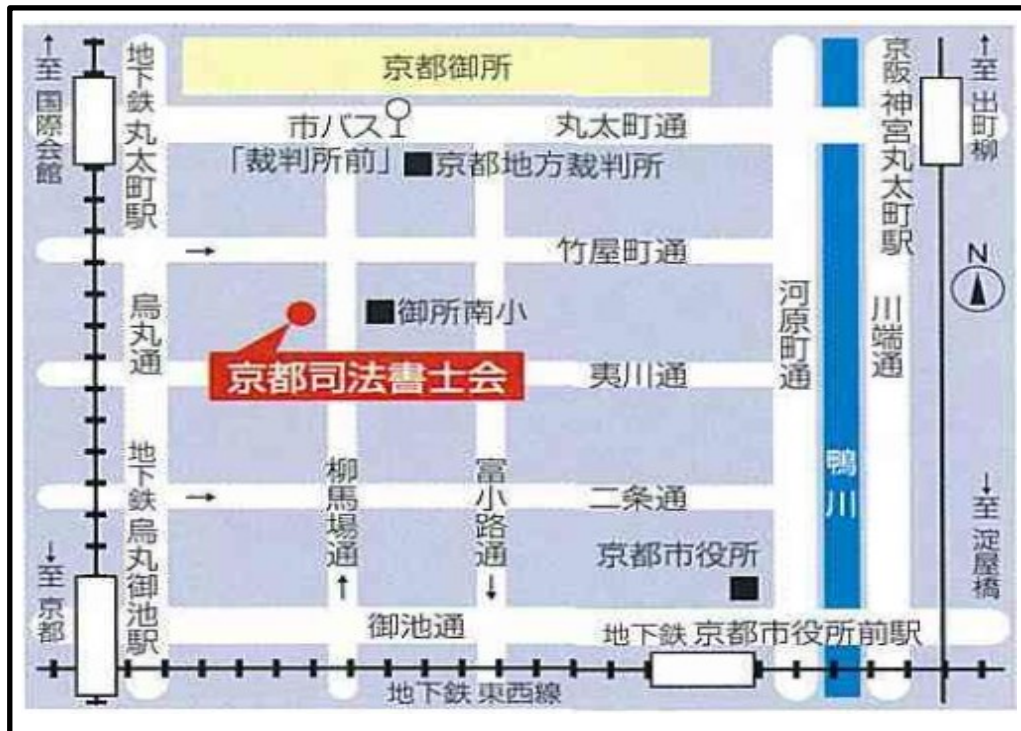 ↑至 国際会館
地下鉄 丸太町駅
京都御所
市バス
「裁判所前」
丸太町通
■京都地方裁判所
京阪 神宮丸太町駅
↑至 出町柳
→
竹屋町通
N
烏丸通
■御所南小
河原町通
川端通
京都司法書士会
夷川通
地下鉄 烏丸御池駅
→
柳馬場通
↑
富小路通
↓
二条通
鴨川
↓至 淀屋橋
↓至 京都
京都市役所
御池通
地下鉄 京都市役所前駅
地下鉄 東西線